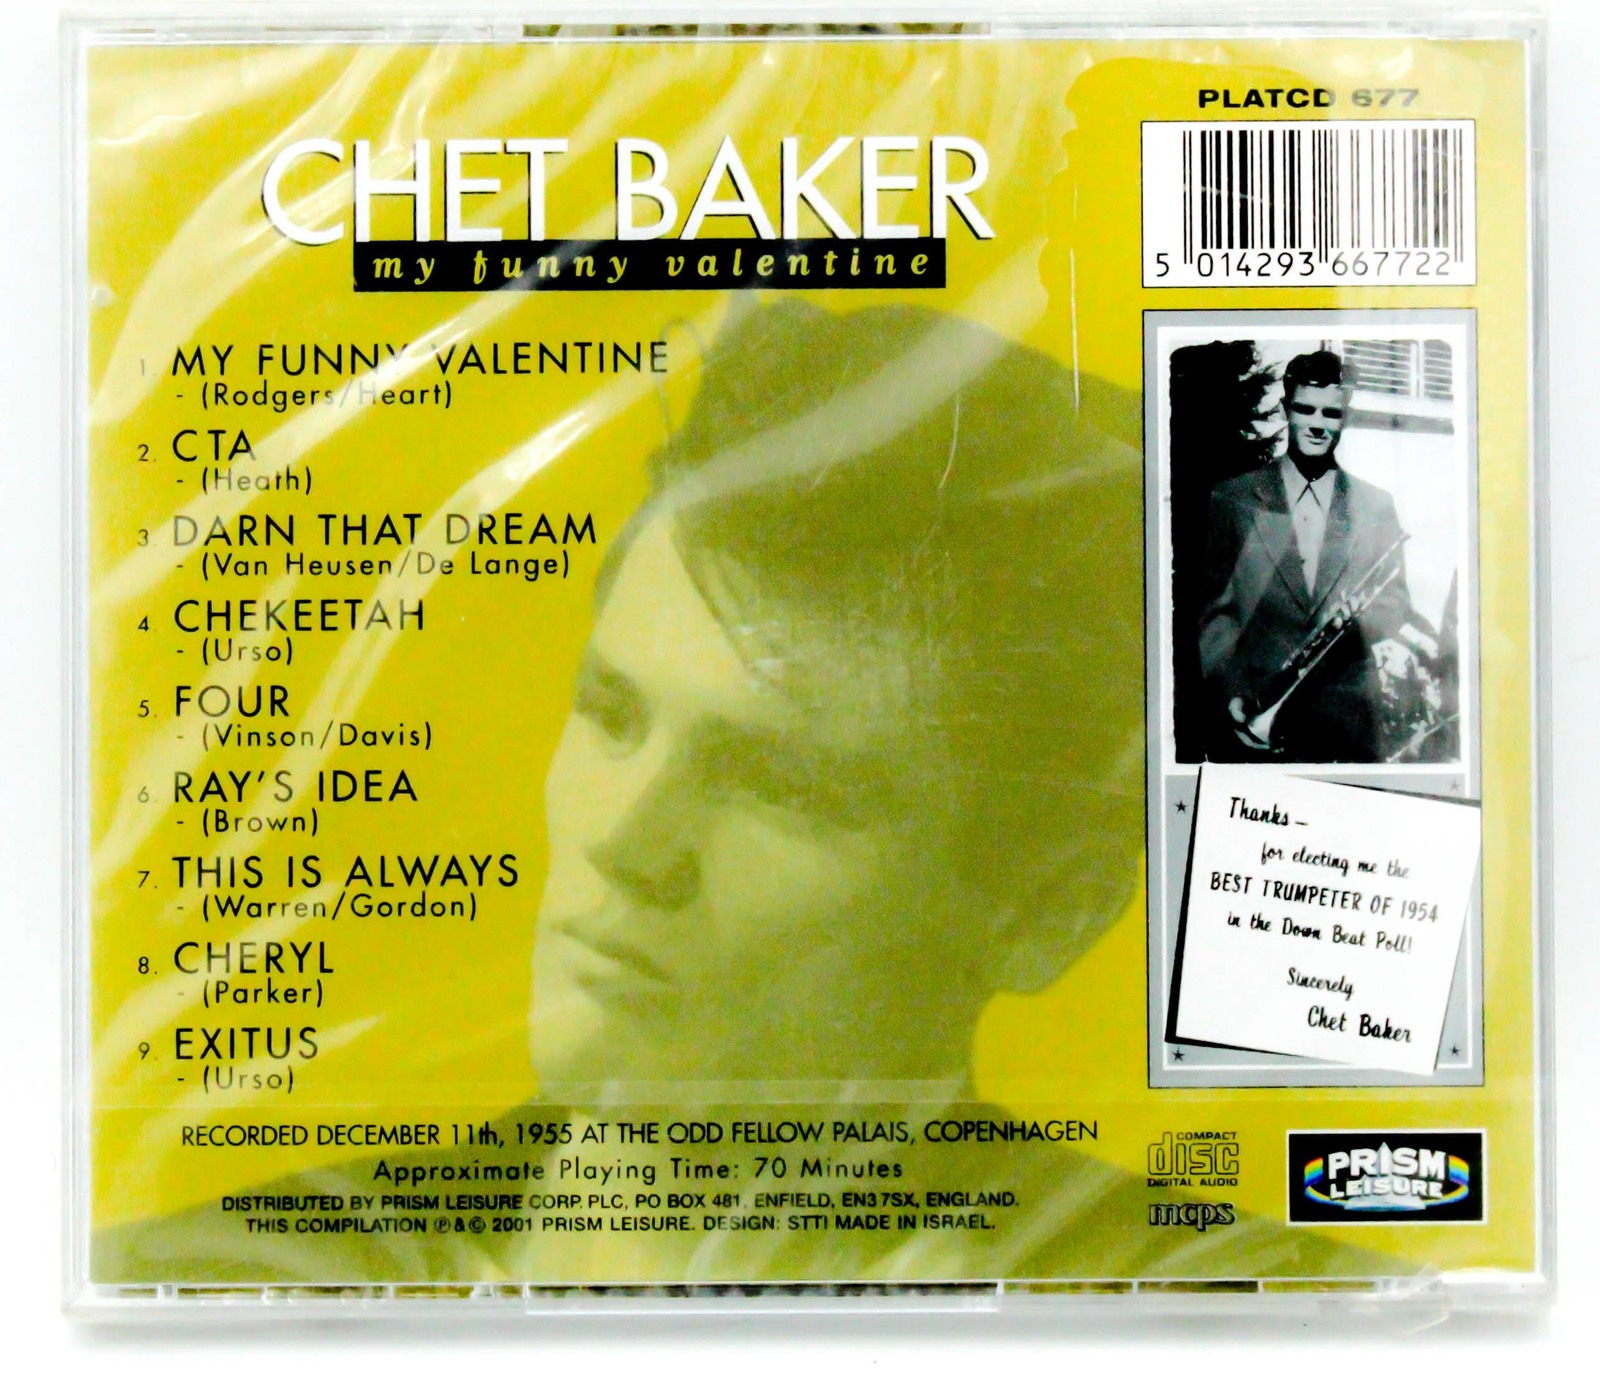 CHET BAKER
my funny valentine
1. MY FUNNY VALENTINE
- (Rodgers/Heart)
2. CTA
- (Heath)
3. DARN THAT DREAM
- (Van Heusen/De Lange)
4. CHEKEETAH
- (Urso)
5. FOUR
- (Vinson/Davis)
6. RAY'S IDEA
- (Brown)
7. THIS IS ALWAYS
- (Warren/Gordon)
8. CHERYL
- (Parker)
9. EXITUS
- (Urso)
RECORDED DECEMBER 11th, 1955 AT THE ODD FELLOW PALAIS, COPENHAGEN
Approximate Playing Time: 70 Minutes
DISTRIBUTED BY PRISM LEISURE CORP. PLC, PO BOX 481, ENFIELD, EN3 7SX, ENGLAND.
THIS COMPILATION ℗ & © 2001 PRISM LEISURE. DESIGN: STTI MADE IN ISRAEL.
PLATCD 677
5 014293 667722
Thanks –
for electing me the
BEST TRUMPETER OF 1954
in the Down Beat Poll!
Sincerely
Chet Baker
COMPACT
disc
DIGITAL AUDIO
mcps
PRISM
LEISURE